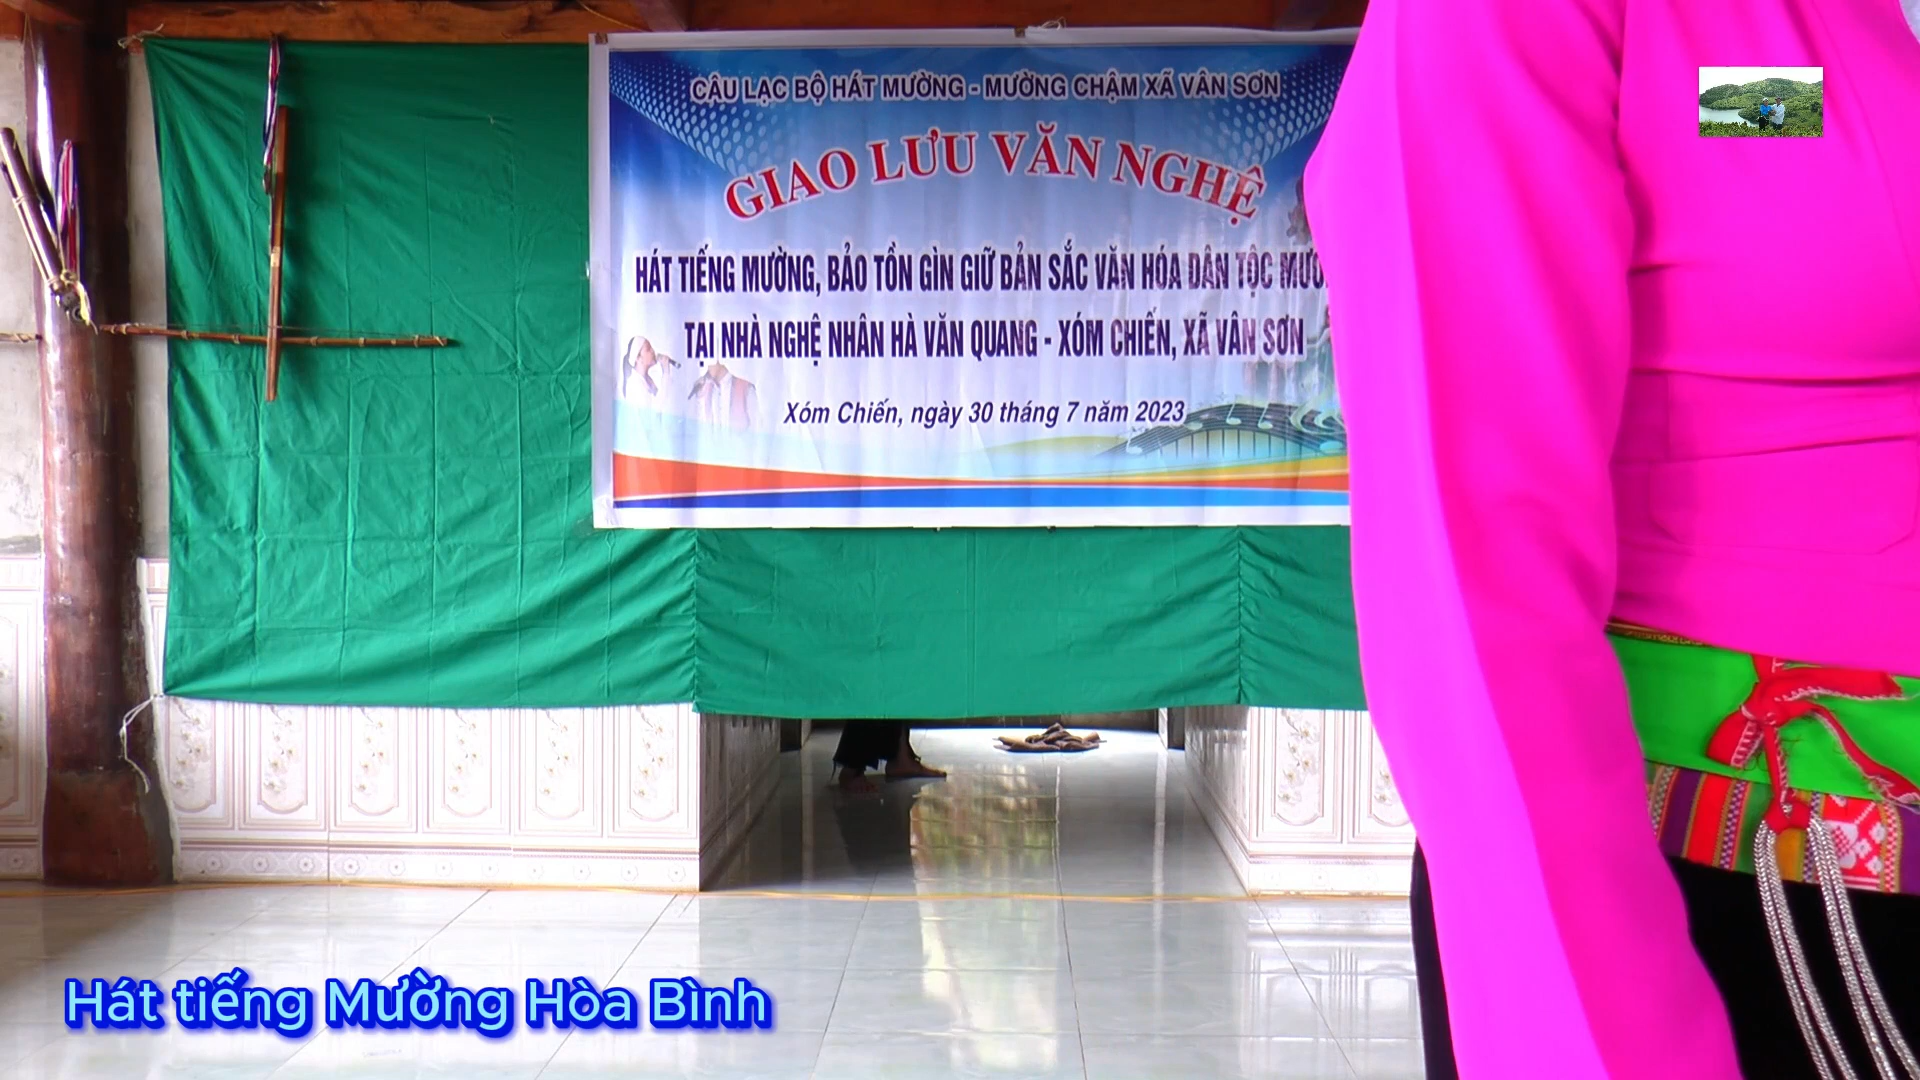 CÂU LẠC BỘ HÁT MƯỜNG - MƯỜNG CHẬM XÃ VÂN SƠN
GIAO LƯU VĂN NGHỆ
HÁT TIẾNG MƯỜNG, BẢO TỒN GÌN GIỮ BẢN SẮC VĂN HÓA DÂN TỘC
TẠI NHÀ NGHỆ NHÂN HÀ VĂN QUANG - XÓM CHIẾN, XÃ VÂN SƠN
Xóm Chiến, ngày 30 tháng 7 năm 2023
Hát tiếng Mường Hòa Bình